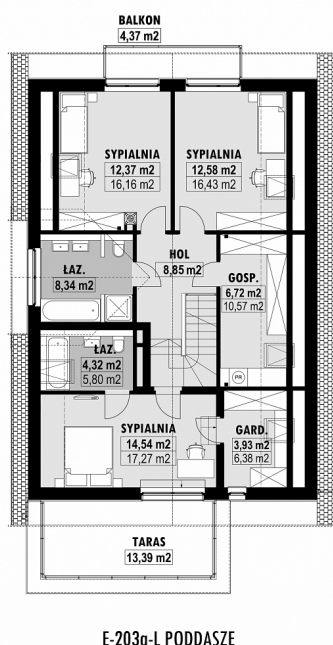 BALKON
4,37 m2
SYPIALNIA
12,37 m2
16,16 m2
SYPIALNIA
12,58 m2
16,43 m2
ŁAZ.
8,34 m2
HOL
8,85 m2
GOSP.
6,72 m2
10,57 m2
ŁAZ.
4,32 m2
5,80 m2
PR
SYPIALNIA
14,54 m2
17,27 m2
GARD.
3,93 m2
6,38 m2
TARAS
13,39 m2
E-203a-L PODDASZE